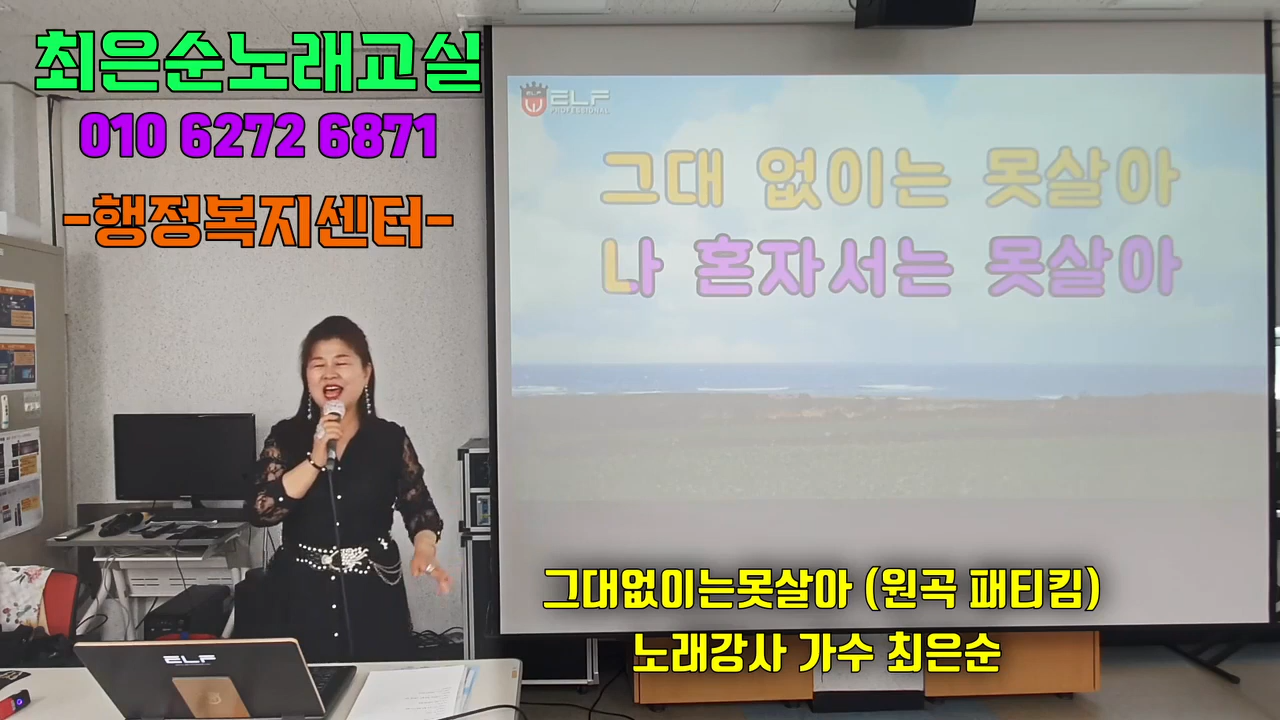 최은순노래교실
010 6272 6871
-행정복지센터-
ELF
PROFESSIONAL
그대 없이는 못살아
나 혼자서는 못살아
그대없이는못살아 (원곡 패티킴)
노래강사 가수 최은순
ELF